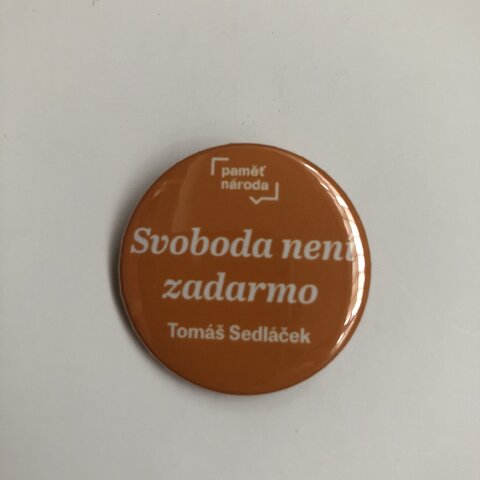 paměť
národa
Svoboda není
zadarmo
Tomáš Sedláček